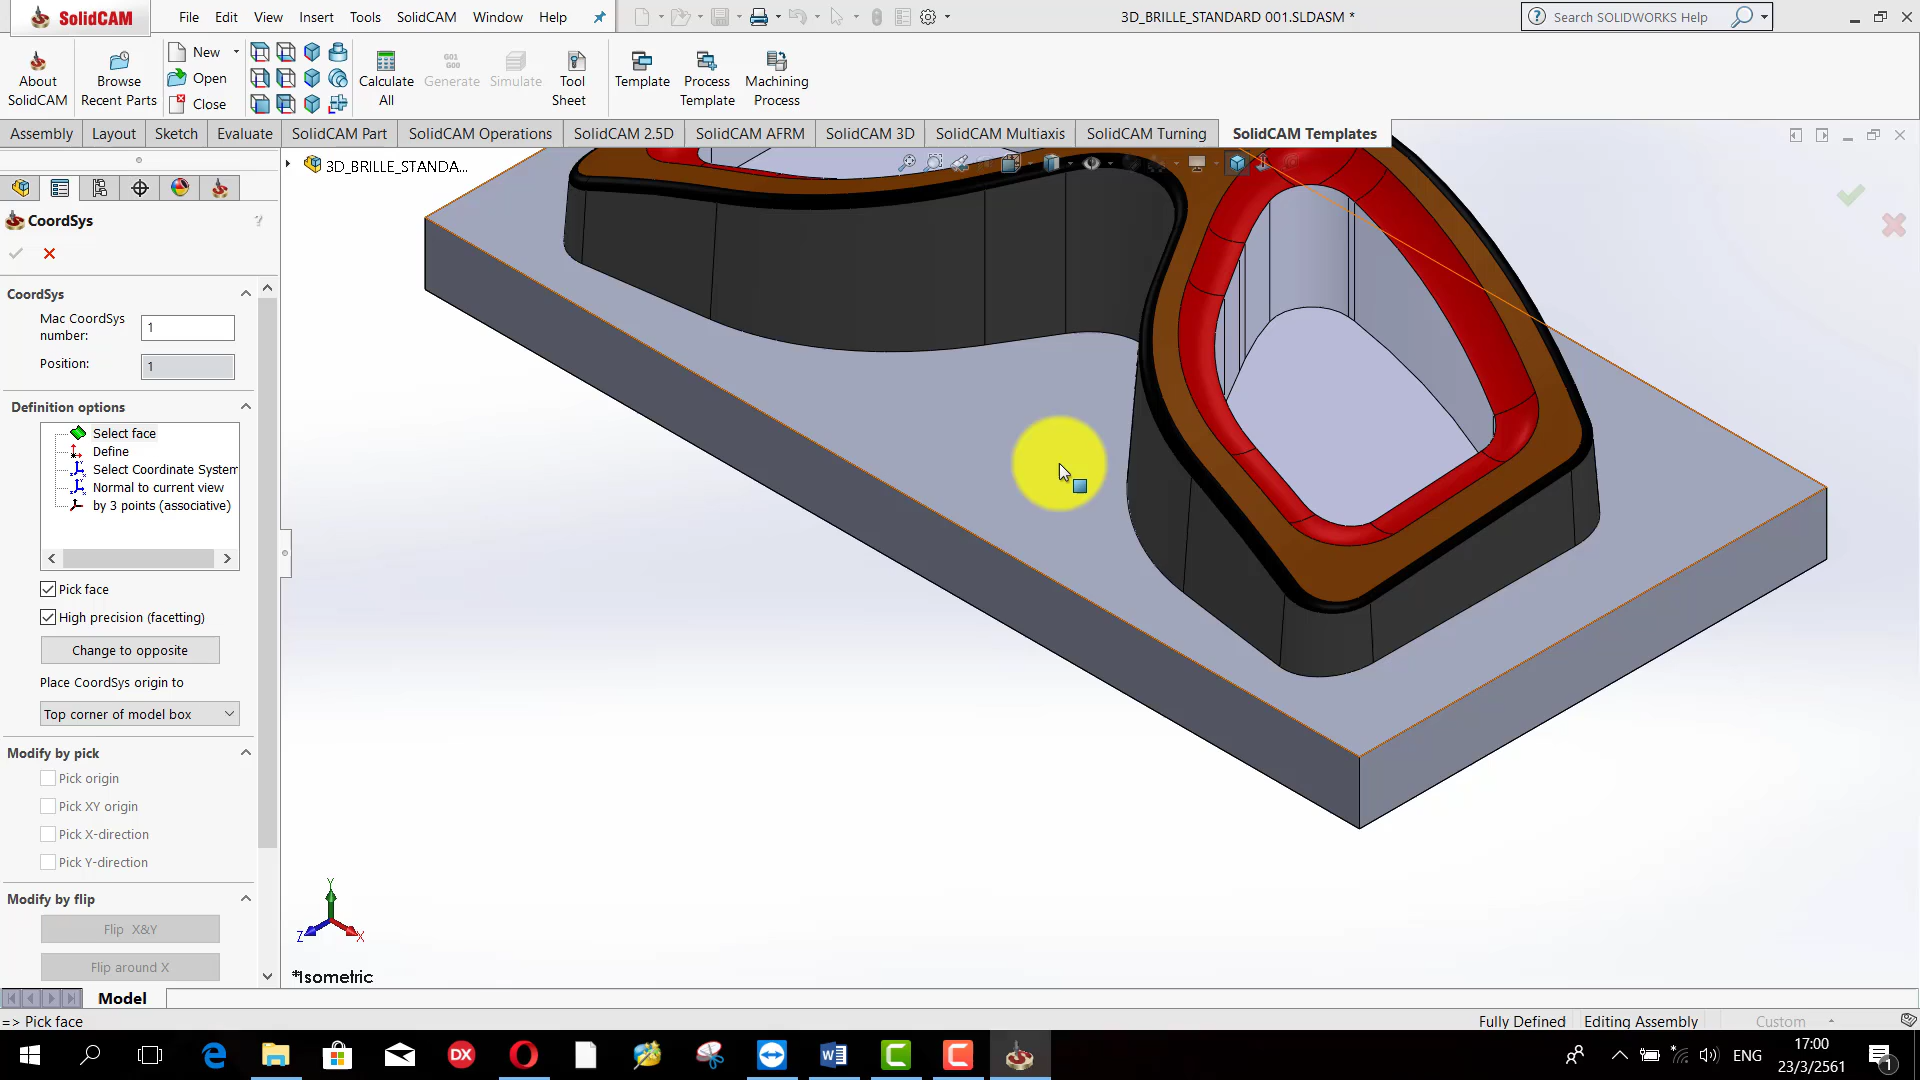 SolidCAM
File Edit View Insert Tools SolidCAM Window Help
3D_BRILLE_STANDARD 001.SLDASM *
Search SOLIDWORKS Help
About SolidCAM
Browse Recent Parts
New
Open
Close
Calculate All
G01 G00
Generate
Simulate
Tool Sheet
Template
Process Template
Machining Process
Assembly Layout Sketch Evaluate SolidCAM Part SolidCAM Operations SolidCAM 2.5D SolidCAM AFRM SolidCAM 3D SolidCAM Multiaxis SolidCAM Turning SolidCAM Templates
3D_BRILLE_STANDA...
CoordSys
?
CoordSys
Mac CoordSys number:
1
Position:
1
Definition options
Select face
Define
Select Coordinate System
Normal to current view
by 3 points (associative)
Pick face
High precision (facetting)
Change to opposite
Place CoordSys origin to
Top corner of model box
Modify by pick
Pick origin
Pick XY origin
Pick X-direction
Pick Y-direction
Modify by flip
Flip X&Y
Flip around X
Y
Z
X
*Isometric
Model
=> Pick face
Fully Defined Editing Assembly Custom
DX
ENG
17:00
23/3/2561
1